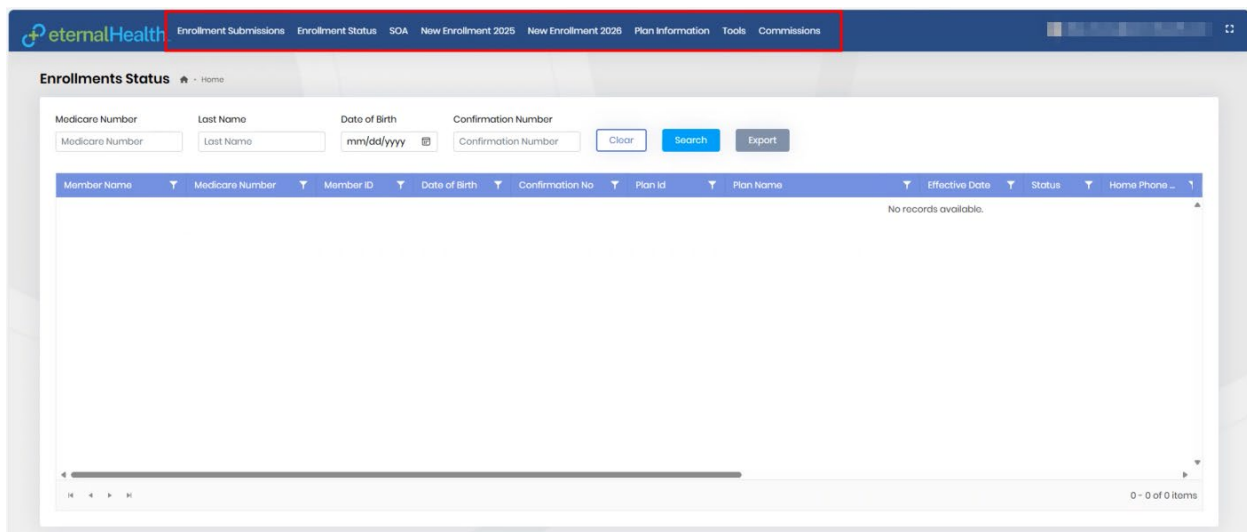 eternalHealth Enrollment Submissions Enrollment Status SOA New Enrollment 2025 New Enrollment 2026 Plan Information Tools Commissions
Enrollments Status - Home
Medicare Number Last Name Date of Birth Confirmation Number
Medicare Number Last Name mm/dd/yyyy Confirmation Number Clear Search Export
Member Name Medicare Number Member ID Date of Birth Confirmation No Plan Id Plan Name Effective Date Status Home Phone ...
No records available.
0 - 0 of 0 items